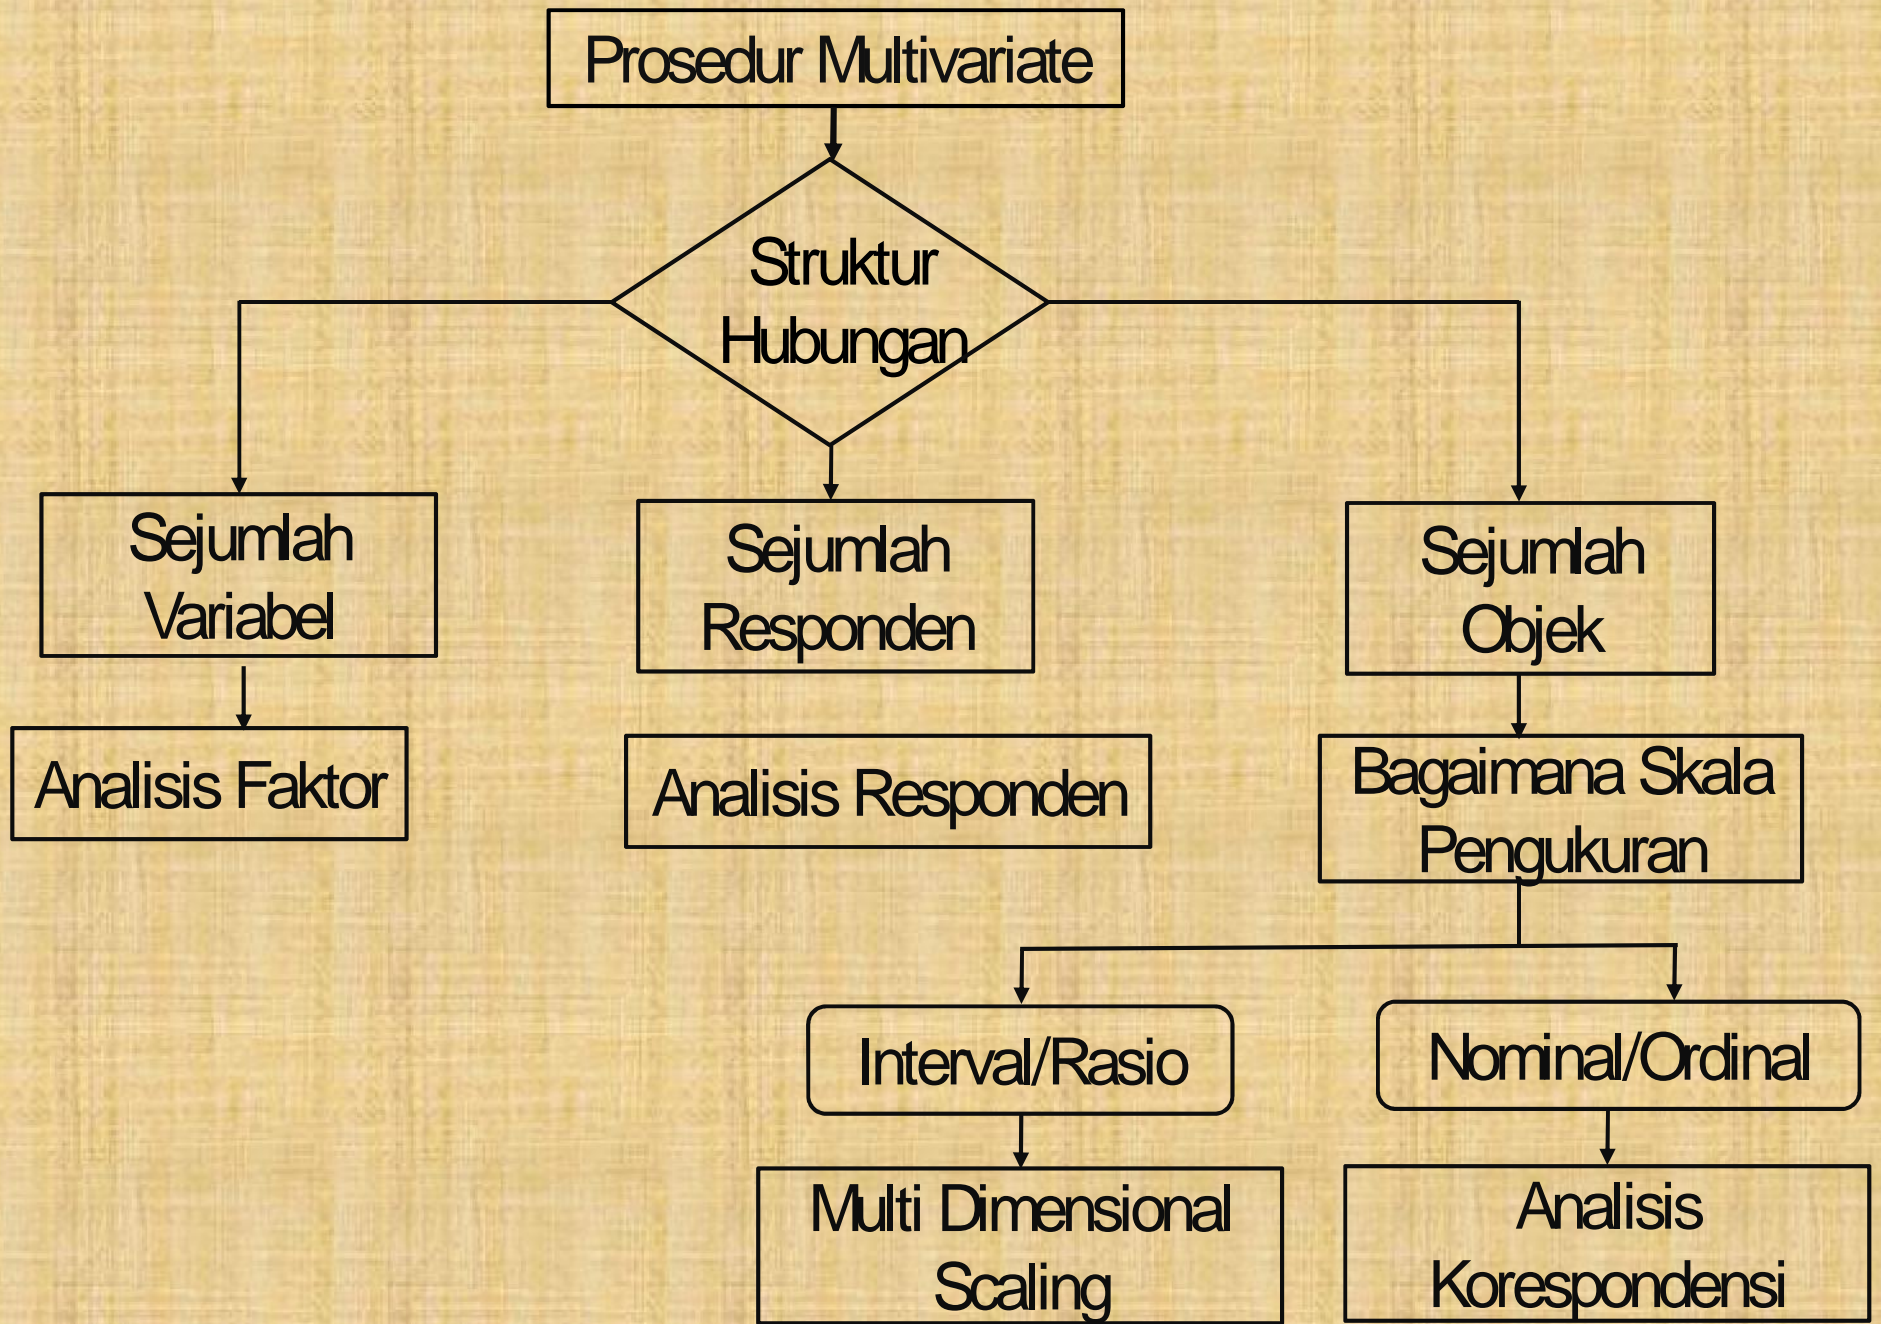 Prosedur Multivariate
Struktur
Hubungan
Sejumlah
Variabel
Sejumlah
Responden
Sejumlah
Objek
Analisis Faktor
Analisis Responden
Bagaimana Skala
Pengukuran
Interval/Rasio
Nominal/Ordinal
Multi Dimensional
Scaling
Analisis
Korespondensi